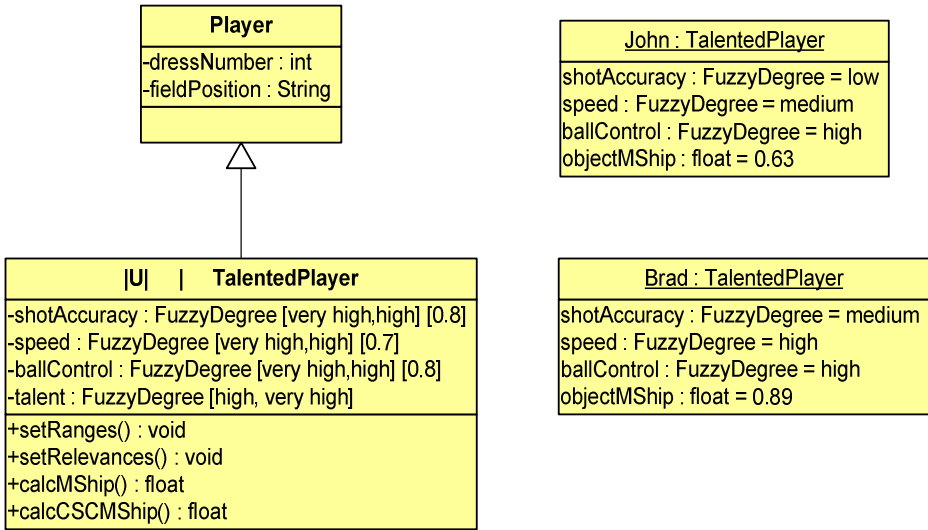 Player
-dressNumber : int
-fieldPosition : String
|U| | TalentedPlayer
-shotAccuracy : FuzzyDegree [very high,high] [0.8]
-speed : FuzzyDegree [very high,high] [0.7]
-ballControl : FuzzyDegree [very high,high] [0.8]
-talent : FuzzyDegree [high, very high]
+setRanges() : void
+setRelevances() : void
+calcMShip() : float
+calcCSCMShip() : float
John : TalentedPlayer
shotAccuracy : FuzzyDegree = low
speed : FuzzyDegree = medium
ballControl : FuzzyDegree = high
objectMShip : float = 0.63
Brad : TalentedPlayer
shotAccuracy : FuzzyDegree = medium
speed : FuzzyDegree = high
ballControl : FuzzyDegree = high
objectMShip : float = 0.89